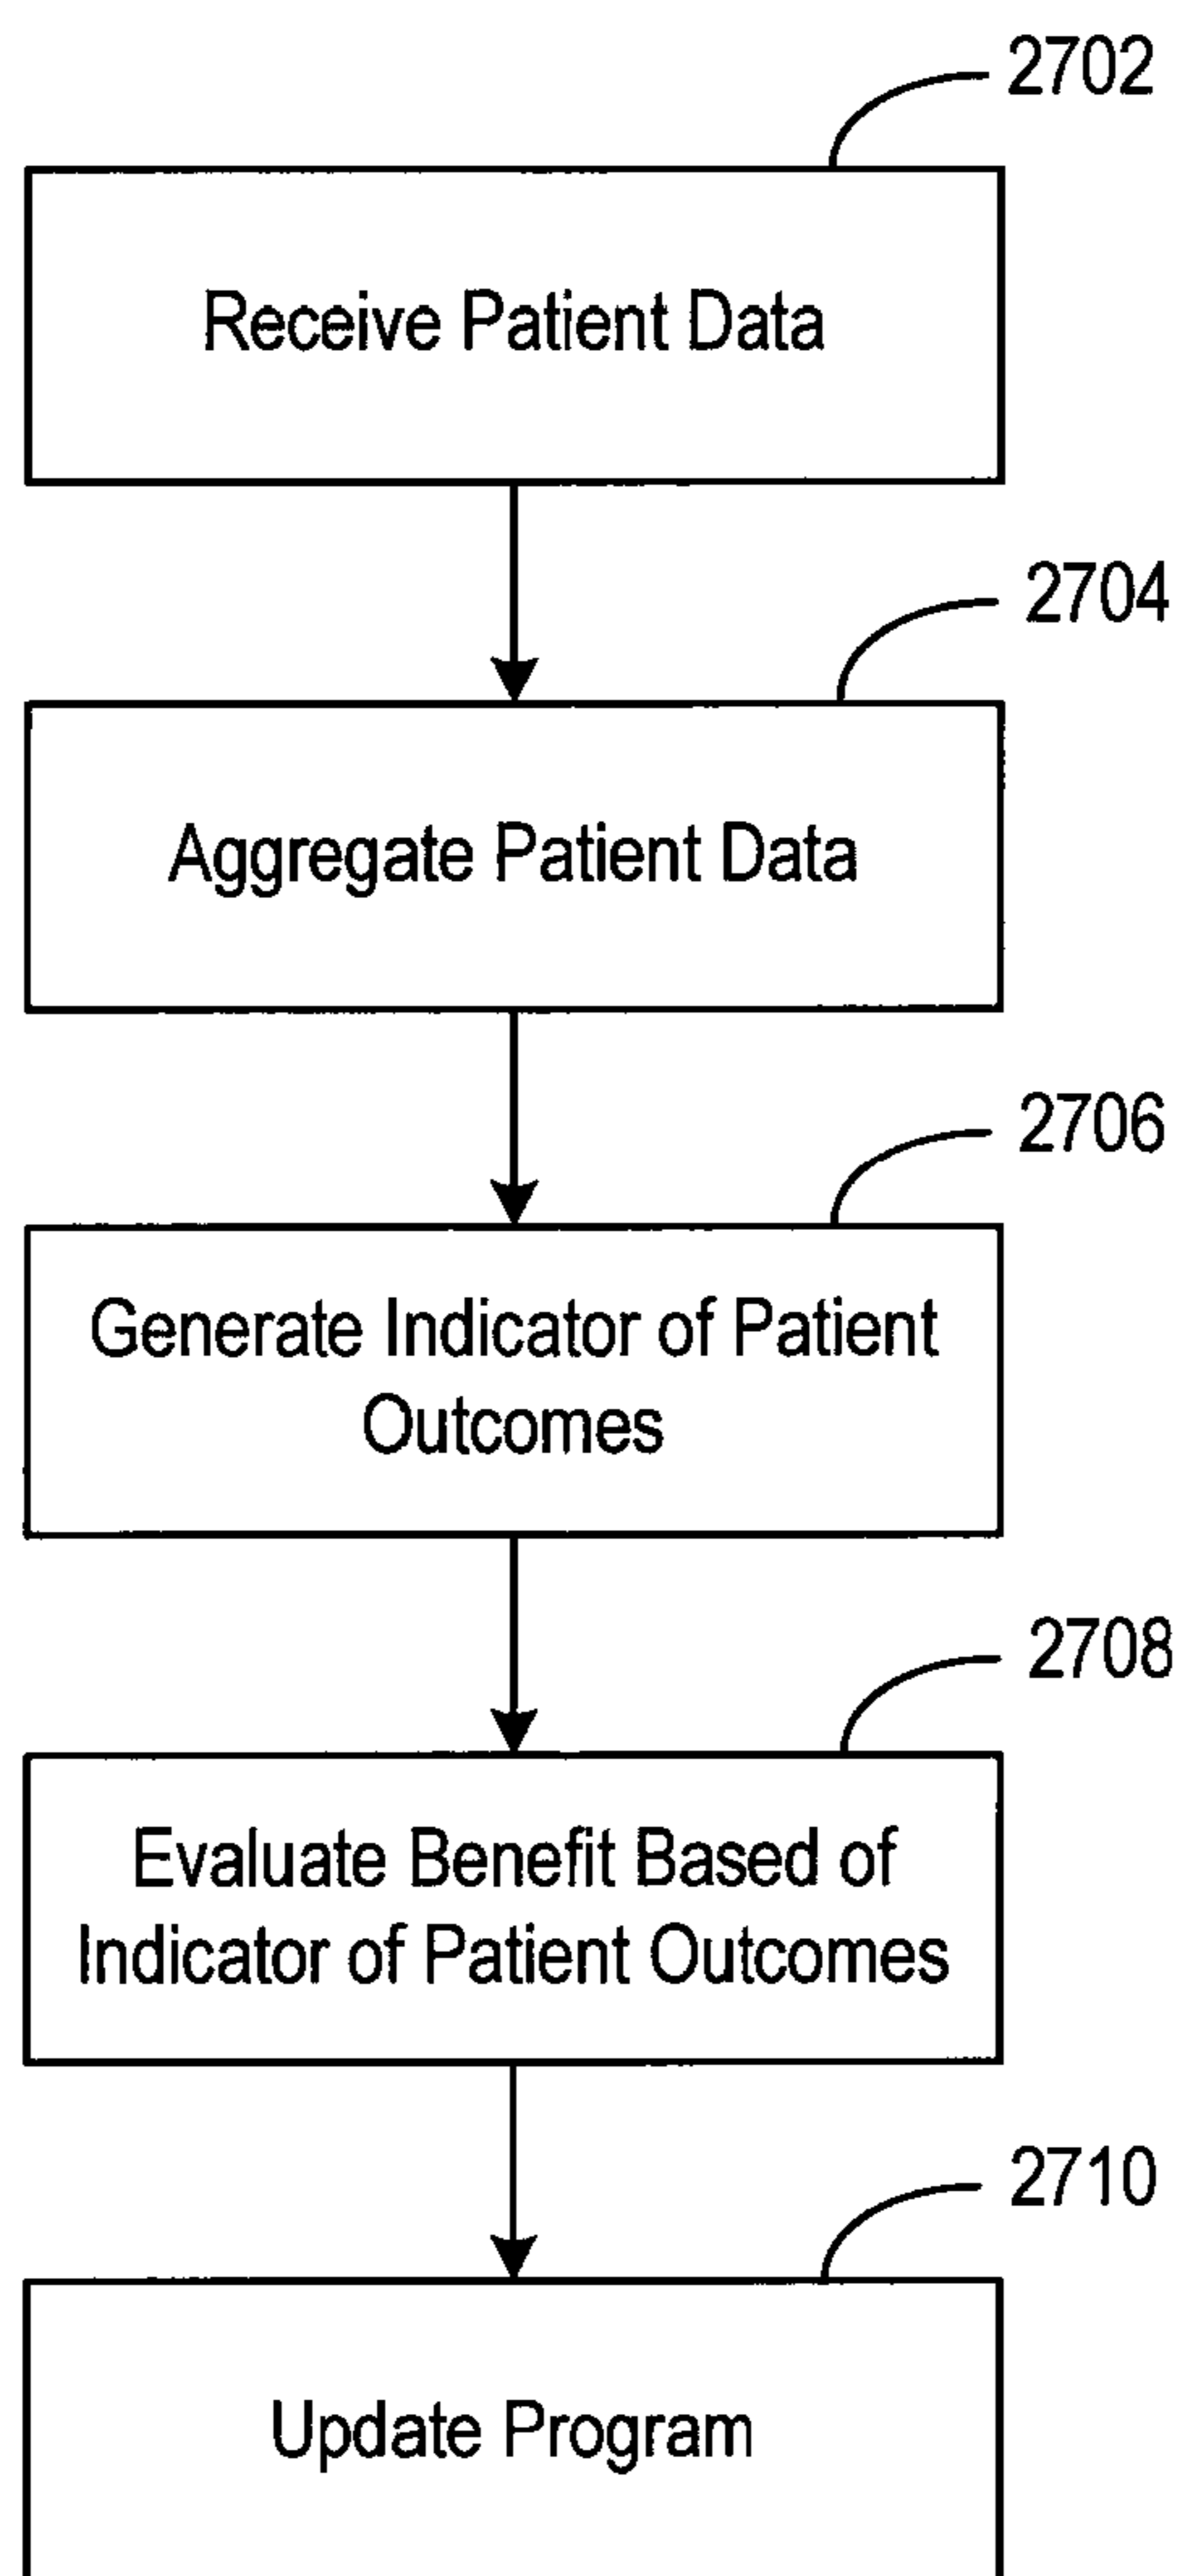 2702
Receive Patient Data
2704
Aggregate Patient Data
2706
Generate Indicator of Patient
Outcomes
2708
Evaluate Benefit Based of
Indicator of Patient Outcomes
2710
Update Program